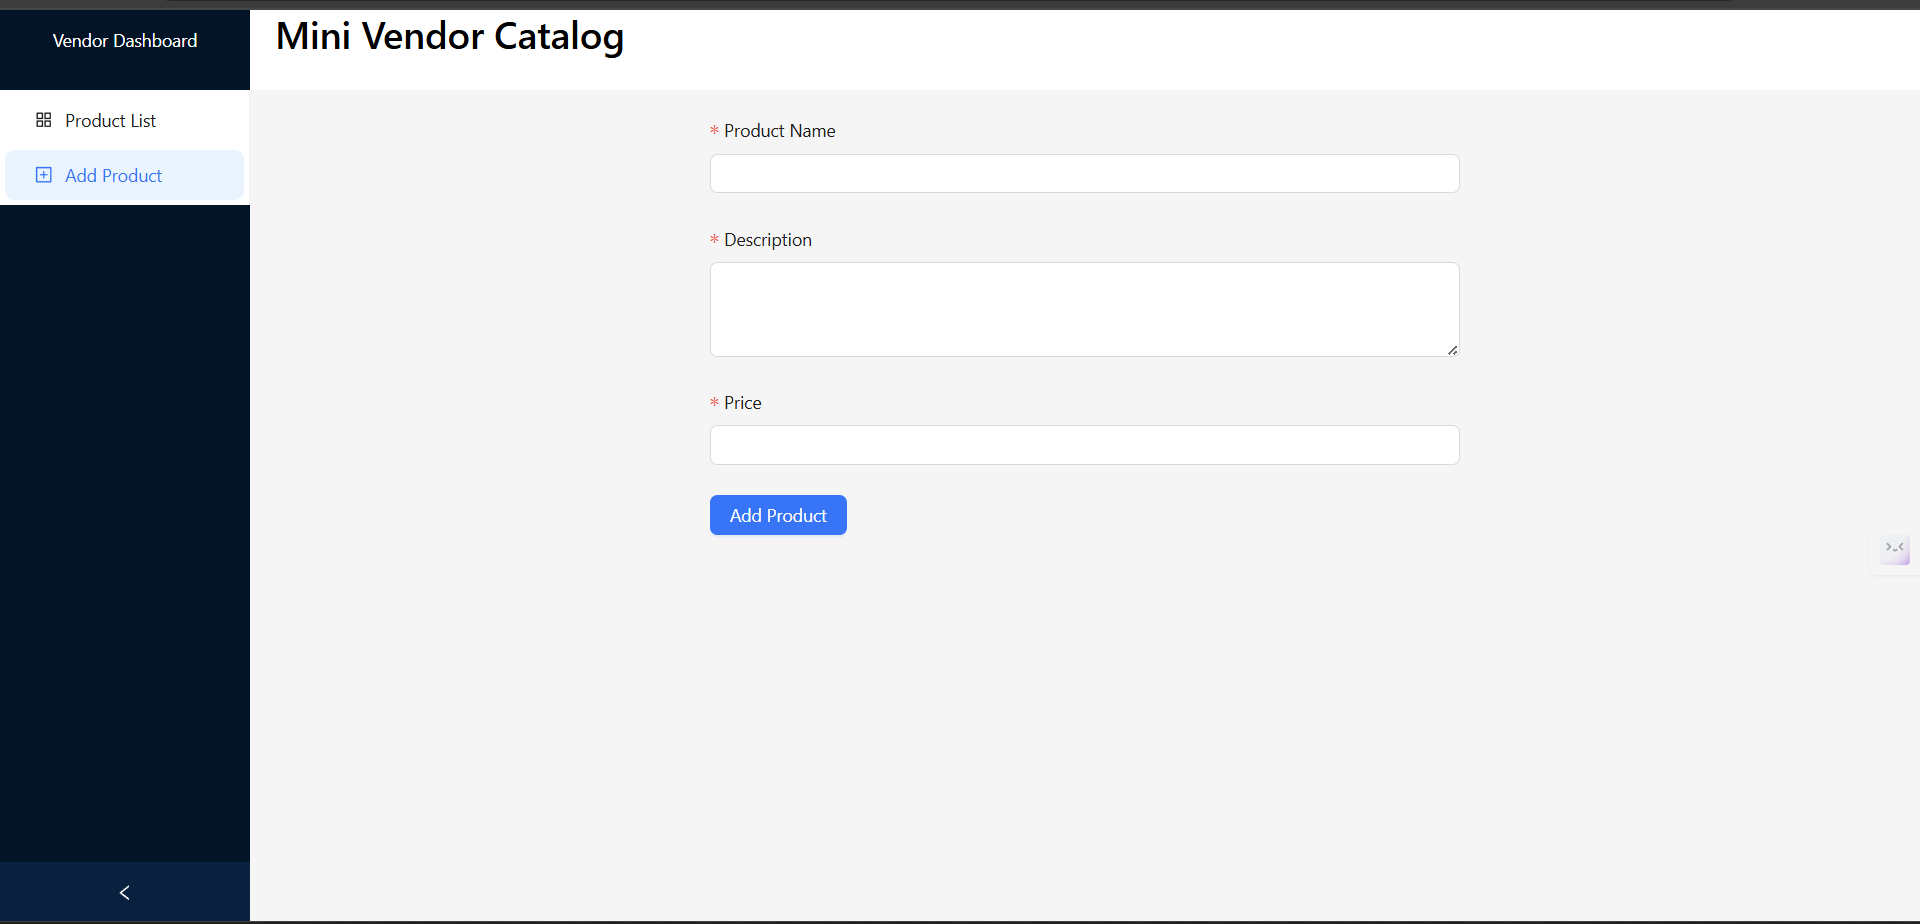 Vendor Dashboard
Mini Vendor Catalog
Product List
Add Product
* Product Name
* Description
* Price
Add Product